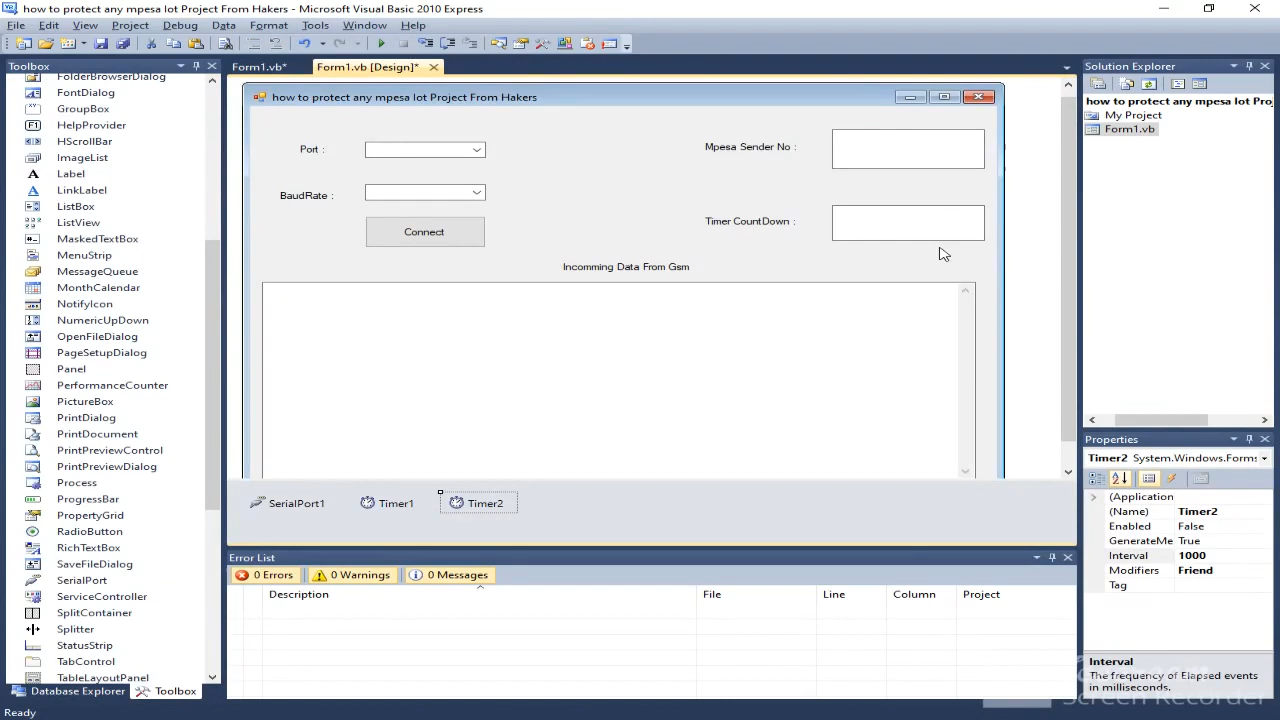 how to protect any mpesa Iot Project From Hakers - Microsoft Visual Basic 2010 Express
File Edit View Project Debug Data Format Tools Window Help
Toolbox
Form1.vb* Form1.vb [Design]*
Solution Explorer
FolderBrowserDialog
FontDialog
GroupBox
HelpProvider
HScrollBar
ImageList
Label
LinkLabel
ListBox
ListView
MaskedTextBox
MenuStrip
MessageQueue
MonthCalendar
NotifyIcon
NumericUpDown
OpenFileDialog
PageSetupDialog
Panel
PerformanceCounter
PictureBox
PrintDialog
PrintDocument
PrintPreviewControl
PrintPreviewDialog
Process
ProgressBar
PropertyGrid
RadioButton
RichTextBox
SaveFileDialog
SerialPort
ServiceController
SplitContainer
Splitter
StatusStrip
TabControl
TableLayoutPanel
Database Explorer Toolbox
how to protect any mpesa Iot Project From Hakers
Port :
Mpesa Sender No :
BaudRate :
Timer CountDown :
Connect
Incomming Data From Gsm
SerialPort1 Timer1 Timer2
Error List
0 Errors 0 Warnings 0 Messages
Description File Line Column Project
how to protect any mpesa Iot Proj
My Project
Form1.vb
Properties
Timer2 System.Windows.Forms
(Application
(Name) Timer2
Enabled False
GenerateMe True
Interval 1000
Modifiers Friend
Tag
Interval
The frequency of Elapsed events
in milliseconds.
Screen Recorder
Ready